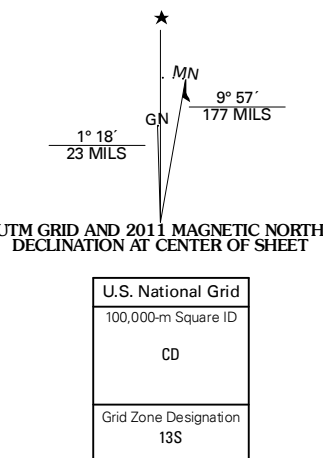 ★
MN
GN
9° 57´
177 MILS
1° 18´
23 MILS
UTM GRID AND 2011 MAGNETIC NORTH
DECLINATION AT CENTER OF SHEET
U.S. National Grid
100,000-m Square ID
CD
Grid Zone Designation
13S